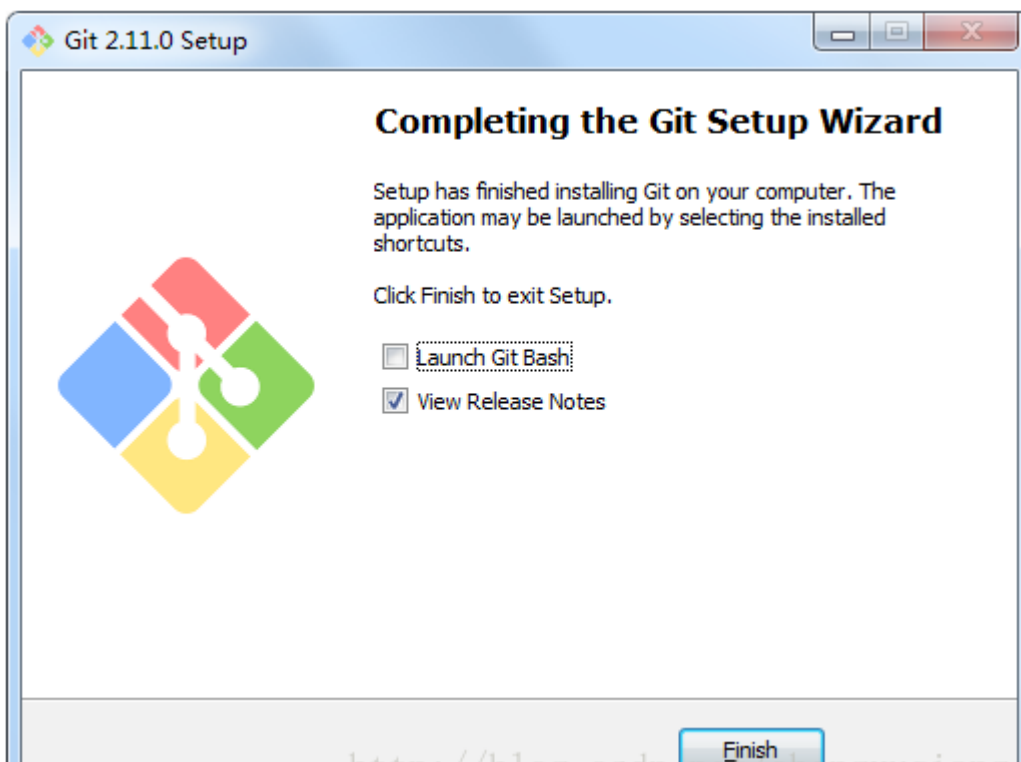 Git 2.11.0 Setup
Completing the Git Setup Wizard
Setup has finished installing Git on your computer. The
application may be launched by selecting the installed
shortcuts.
Click Finish to exit Setup.
Launch Git Bash
View Release Notes
Finish